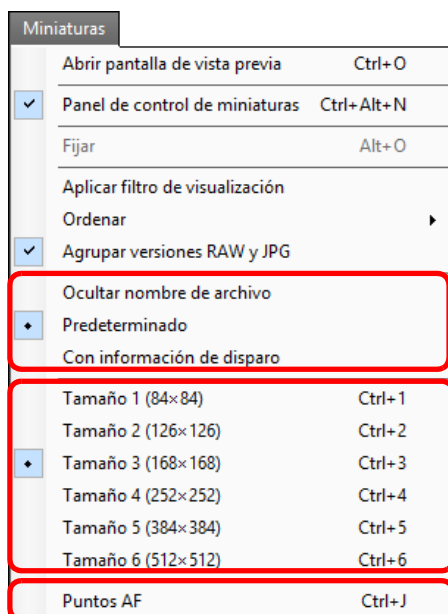 Miniaturas
Abrir pantalla de vista previa Ctrl+O
Panel de control de miniaturas Ctrl+Alt+N
Fijar Alt+O
Aplicar filtro de visualización
Ordenar
Agrupar versiones RAW y JPG
Ocultar nombre de archivo
Predeterminado
Con información de disparo
Tamaño 1 (84×84) Ctrl+1
Tamaño 2 (126×126) Ctrl+2
Tamaño 3 (168×168) Ctrl+3
Tamaño 4 (252×252) Ctrl+4
Tamaño 5 (384×384) Ctrl+5
Tamaño 6 (512×512) Ctrl+6
Puntos AF Ctrl+J